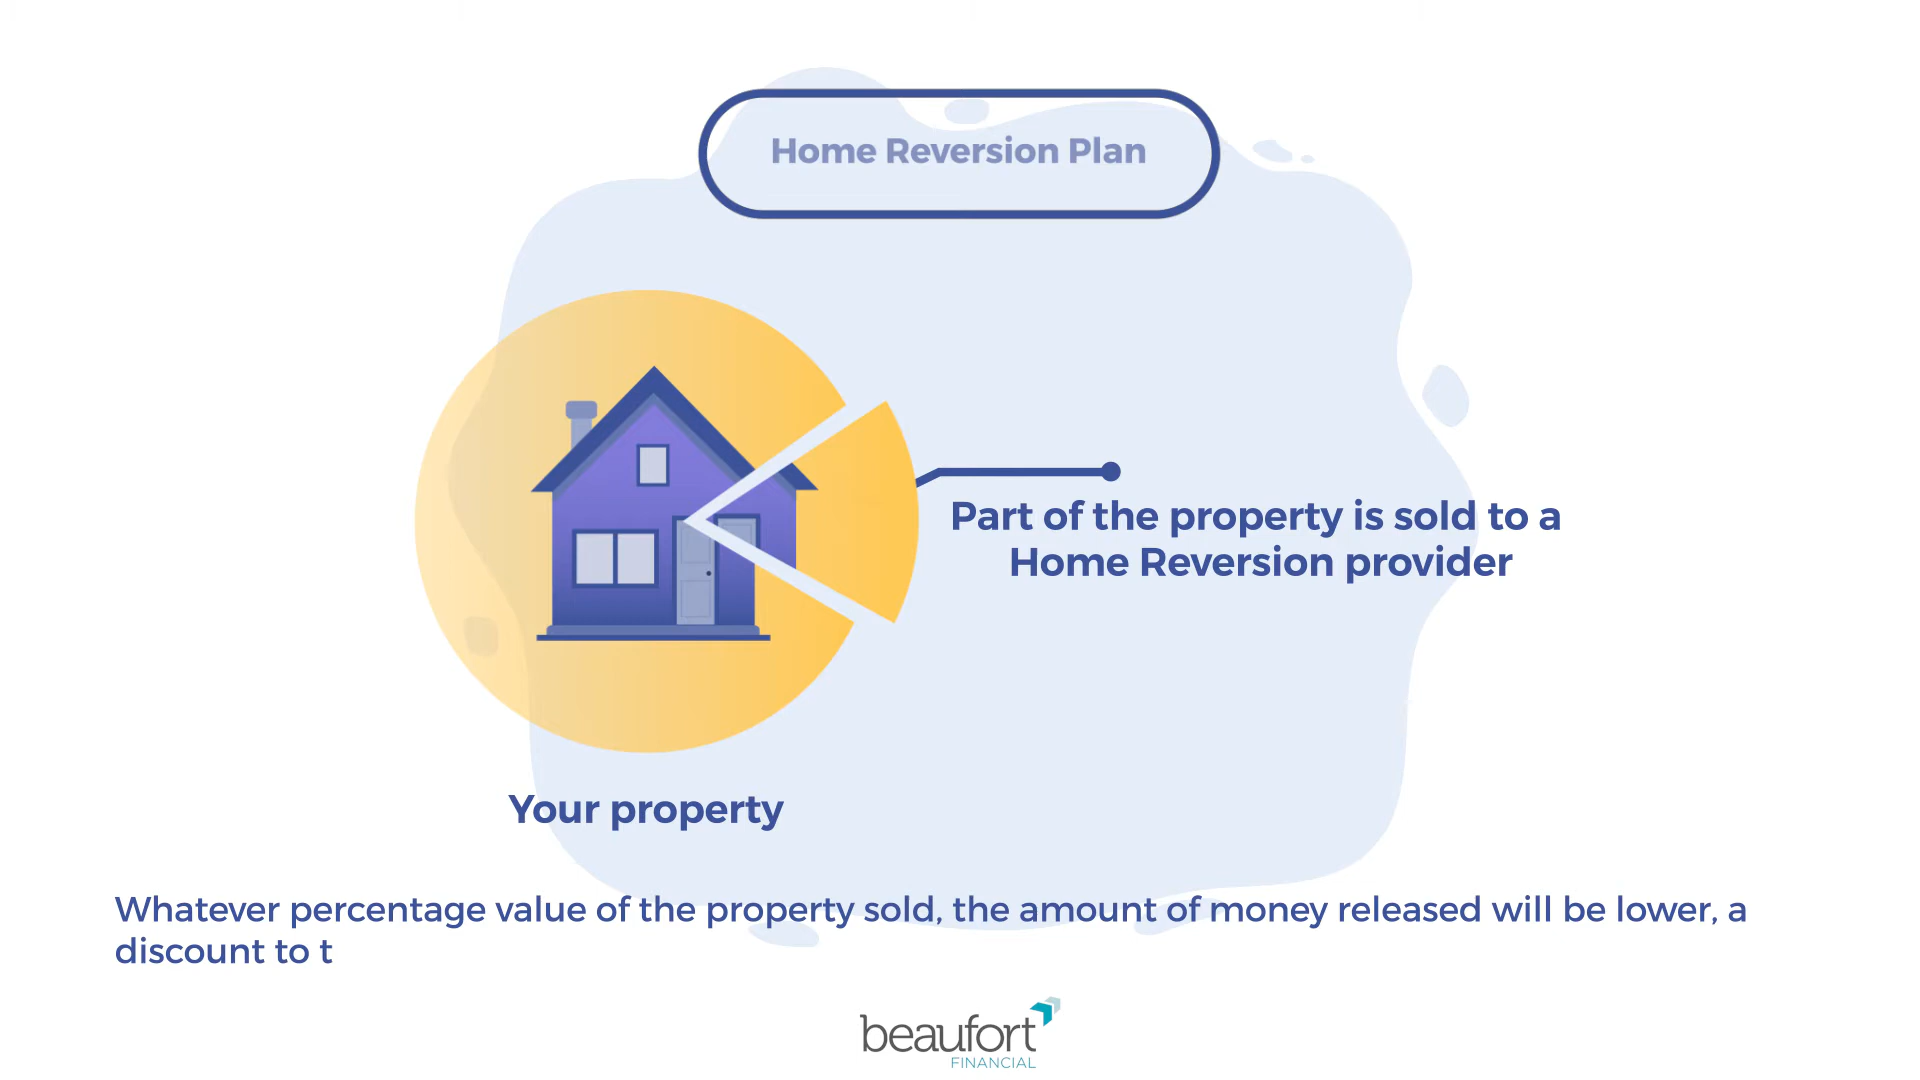 Home Reversion Plan
Part of the property is sold to a
Home Reversion provider
Your property
Whatever percentage value of the property sold, the amount of money released will be lower, a
discount to t
beaufort
FINANCIAL